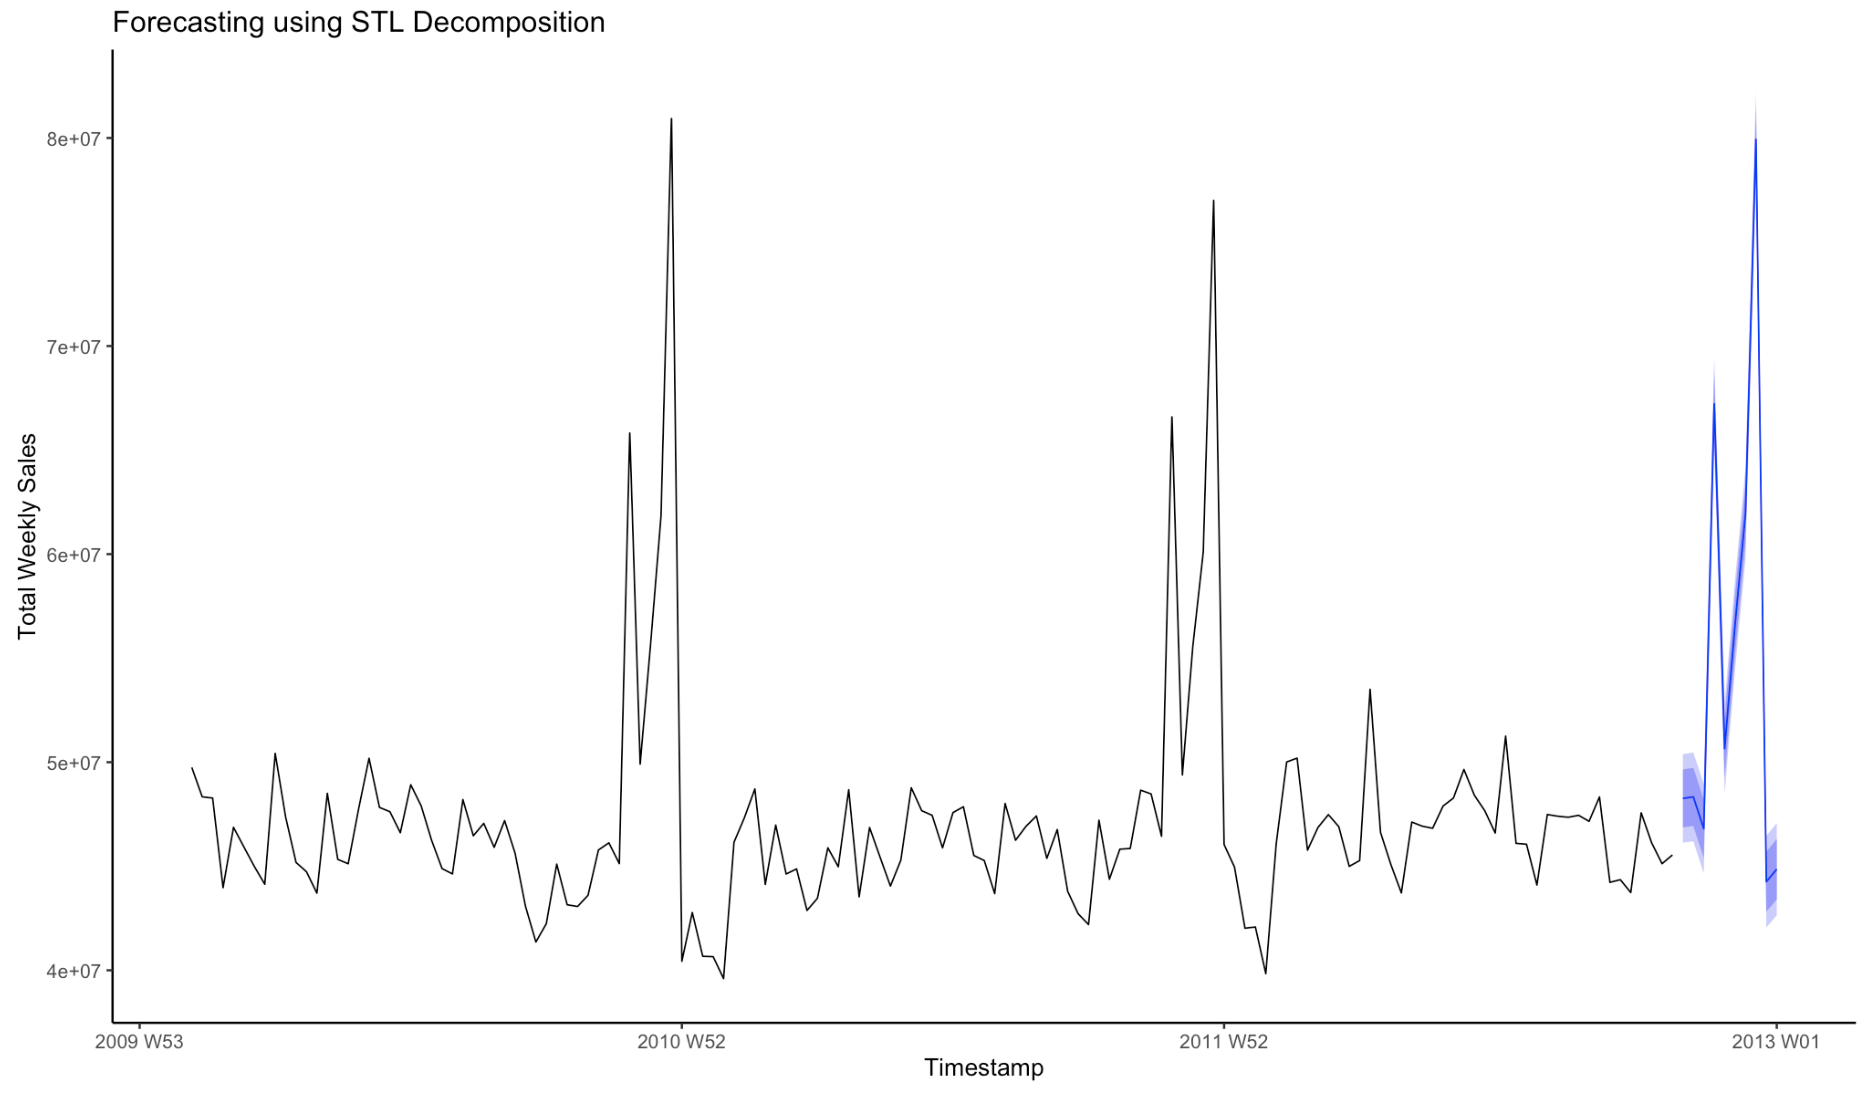 Forecasting using STL Decomposition
Total Weekly Sales
8e+07
7e+07
6e+07
5e+07
4e+07
2009 W53
2010 W52
2011 W52
2013 W01
Timestamp